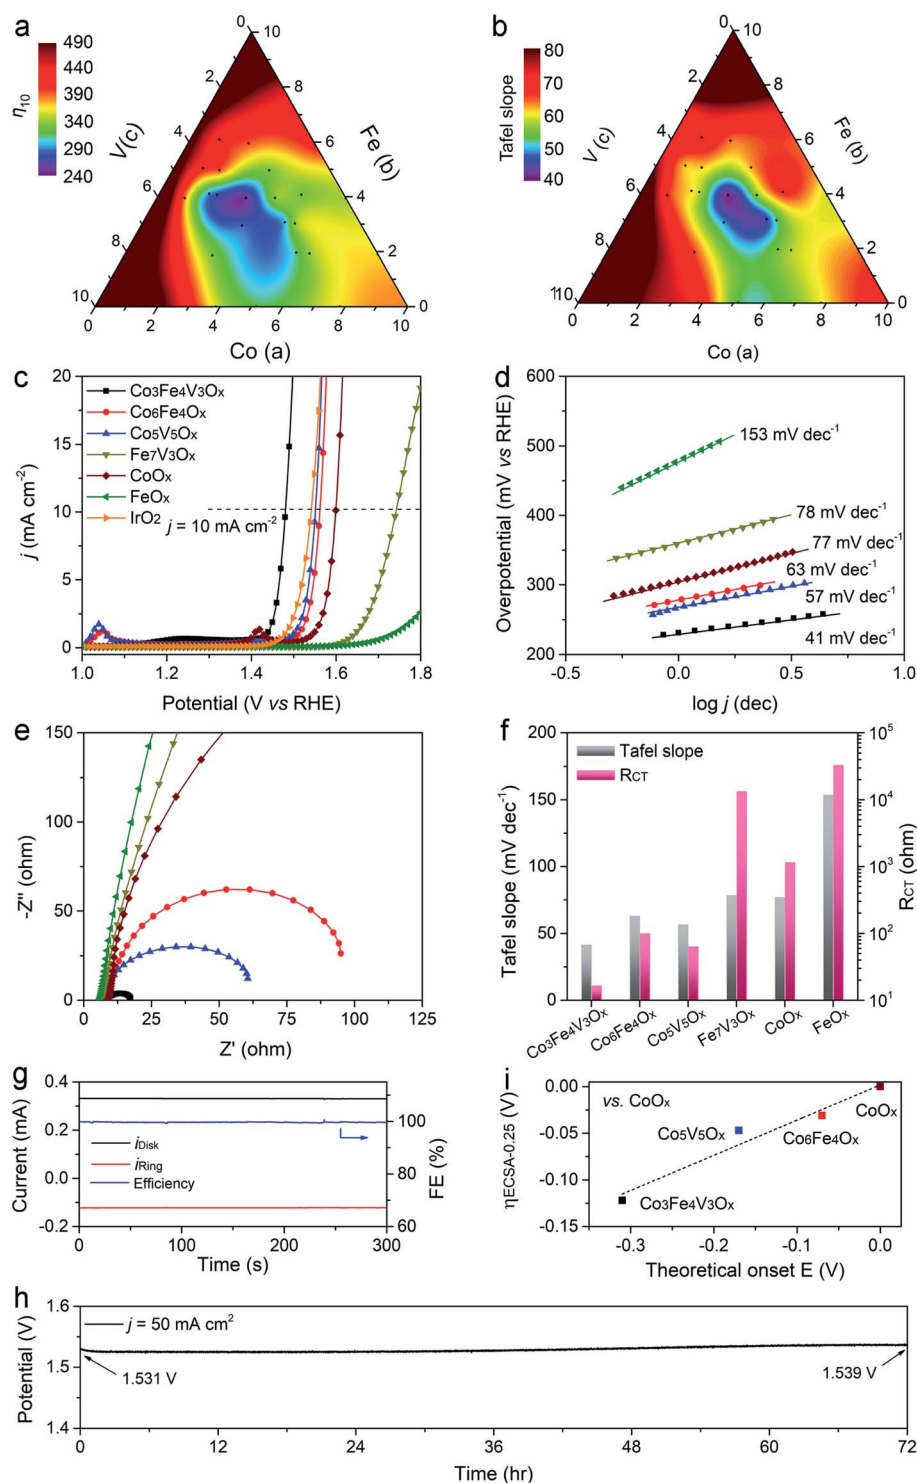 a
490
440
390
340
290
240
η10
0
10
2
8
4
6
6
4
8
2
10
0
V(c)
Fe (b)
0
2
4
6
8
10
Co (a)
b
80
70
60
50
40
Tafel slope
0
10
2
8
4
6
6
4
8
2
110
0
V (c)
Fe (b)
0
2
4
6
8
10
Co (a)
c
20
15
10
5
0
j (mA cm-2)
Co3Fe4V3Ox
Co6Fe4Ox
Co5V5Ox
Fe7V3Ox
CoOx
FeOx
IrO2
j = 10 mA cm-2
1.0 1.2 1.4 1.6 1.8
Potential (V vs RHE)
d
600
500
400
300
200
Overpotential (mV vs RHE)
153 mV dec-1
78 mV dec-1
77 mV dec-1
63 mV dec-1
57 mV dec-1
41 mV dec-1
-0.5 0.0 0.5 1.0
log j (dec)
e
150
100
50
0
-Z" (ohm)
0 25 50 75 100 125
Z' (ohm)
f
200
150
100
50
0
Tafel slope (mV dec-1)
Tafel slope
RCT
10^5
10^4
10^3
10^2
10^1
RCT (ohm)
Co3Fe4V3Ox
Co6Fe4Ox
Co5V5Ox
Fe7V3Ox
CoOx
FeOx
g
0.4
0.2
0.0
-0.2
Current (mA)
iDisk
iRing
Efficiency
100
80
60
FE (%)
0 100 200 300
Time (s)
i
0.00
-0.05
-0.10
-0.15
ηECSA-0.25 (V)
vs. CoOx
CoOx
Co5V5Ox
Co6Fe4Ox
Co3Fe4V3Ox
-0.3 -0.2 -0.1 0.0
Theoretical onset E (V)
h
1.6
1.5
1.4
Potential (V)
j = 50 mA cm2
1.531 V
1.539 V
0 12 24 36 48 60 72
Time (hr)